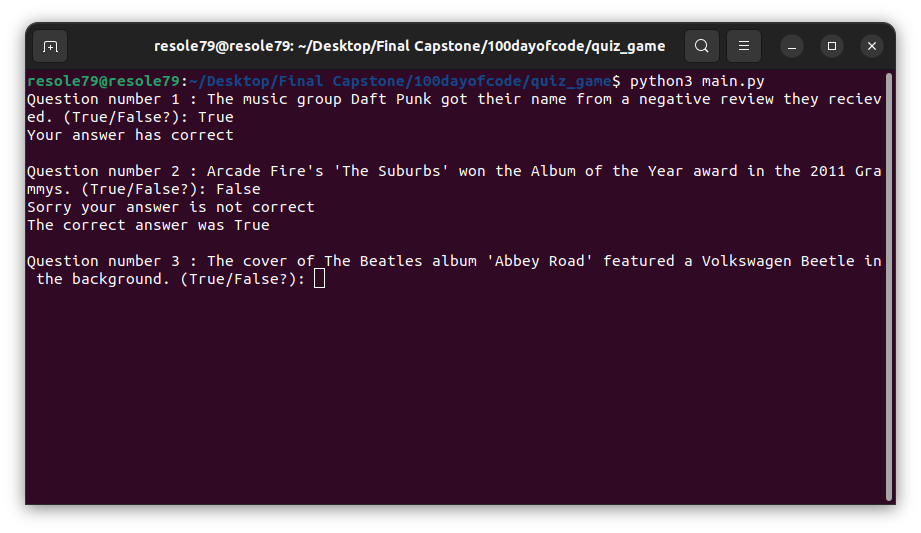 resole79@resole79: ~/Desktop/Final Capstone/100dayofcode/quiz_game
resole79@resole79:~/Desktop/Final Capstone/100dayofcode/quiz_game$ python3 main.py
Question number 1 : The music group Daft Punk got their name from a negative review they reciev
ed. (True/False?): True
Your answer has correct
Question number 2 : Arcade Fire's 'The Suburbs' won the Album of the Year award in the 2011 Gra
mmys. (True/False?): False
Sorry your answer is not correct
The correct answer was True
Question number 3 : The cover of The Beatles album 'Abbey Road' featured a Volkswagen Beetle in
 the background. (True/False?):